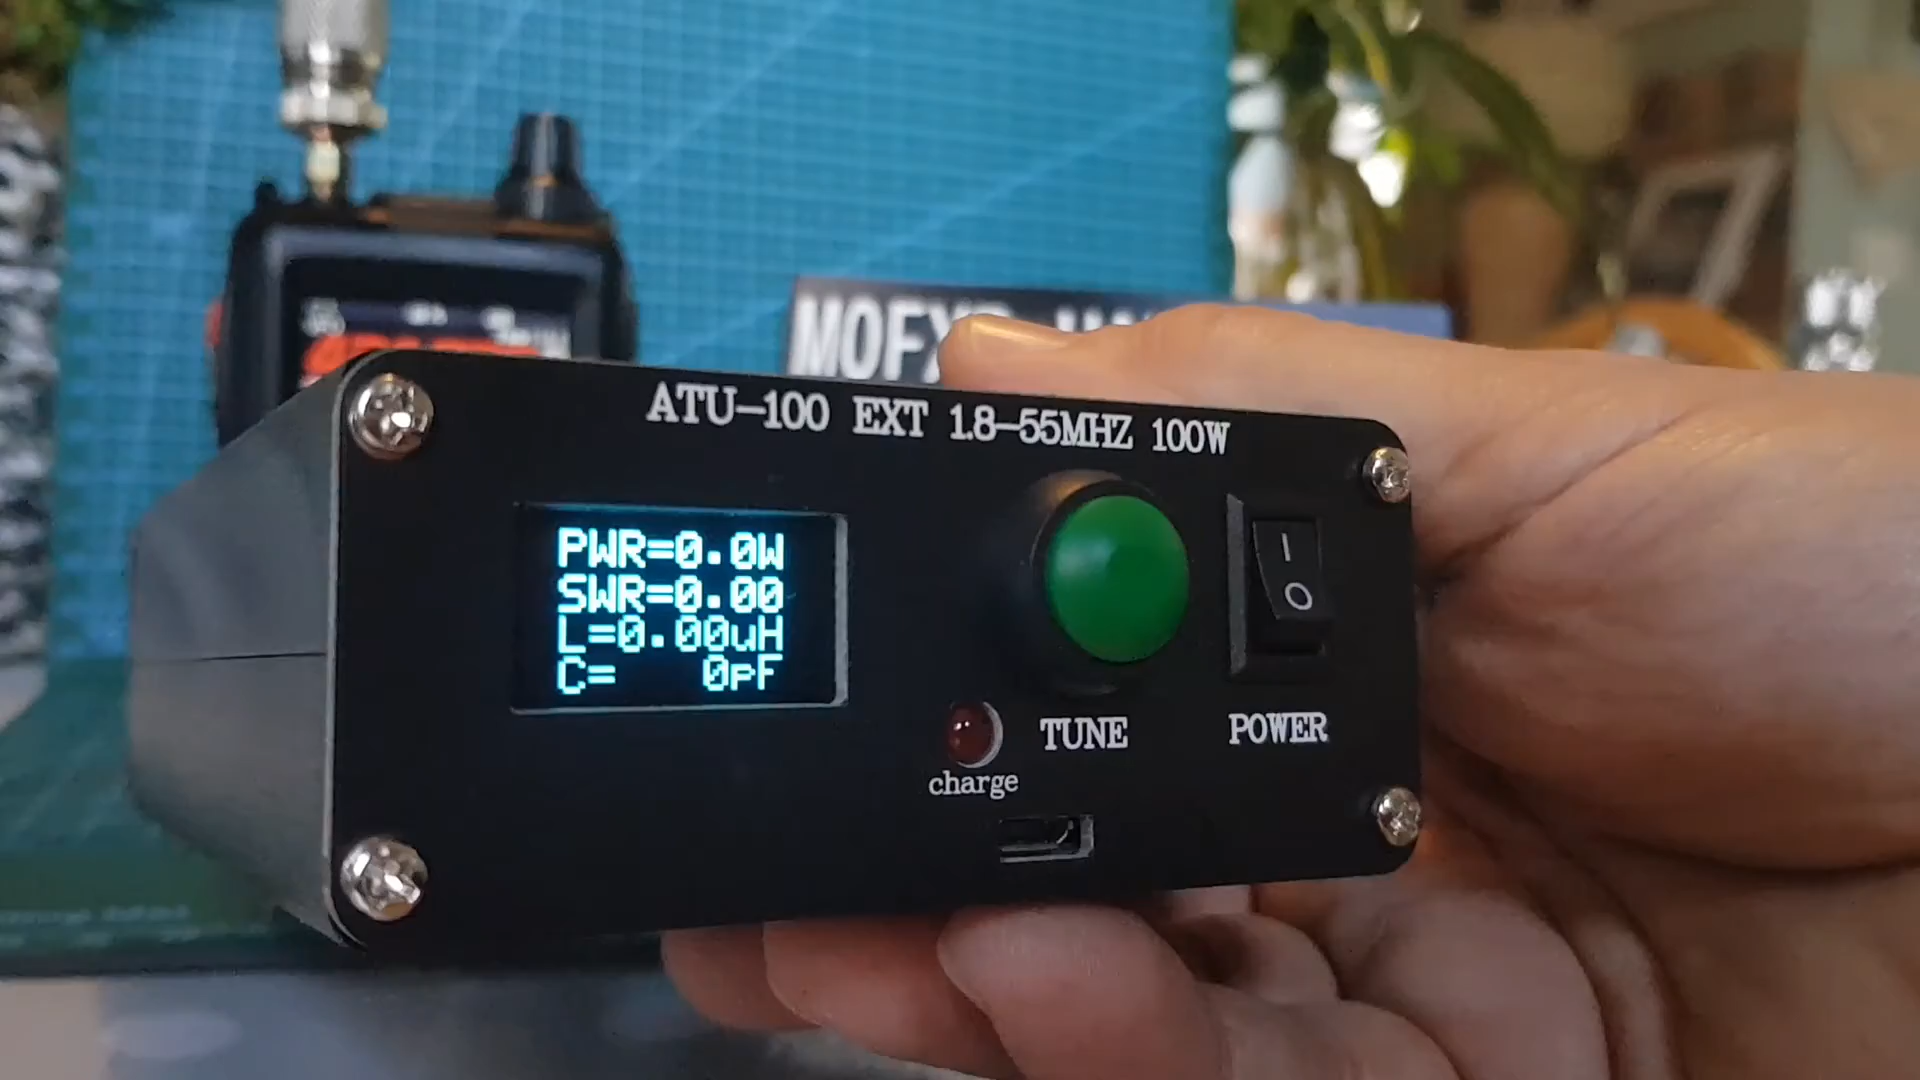 M0FX
ATU-100 EXT 1.8-55MHZ 100W
PWR=0.0W
SWR=0.00
L=0.00uH
C= 0pF
I
O
TUNE
POWER
charge